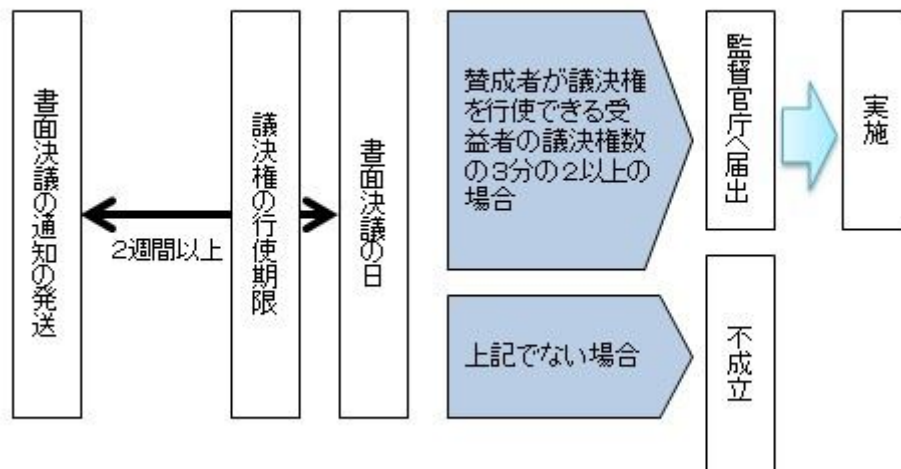 書面決議の通知の発送
2週間以上
議決権の行使期限
書面決議の日
賛成者が議決権
を行使できる受
益者の議決権数
の3分の2以上の
場合
監督官庁へ届出
実施
上記でない場合
不成立